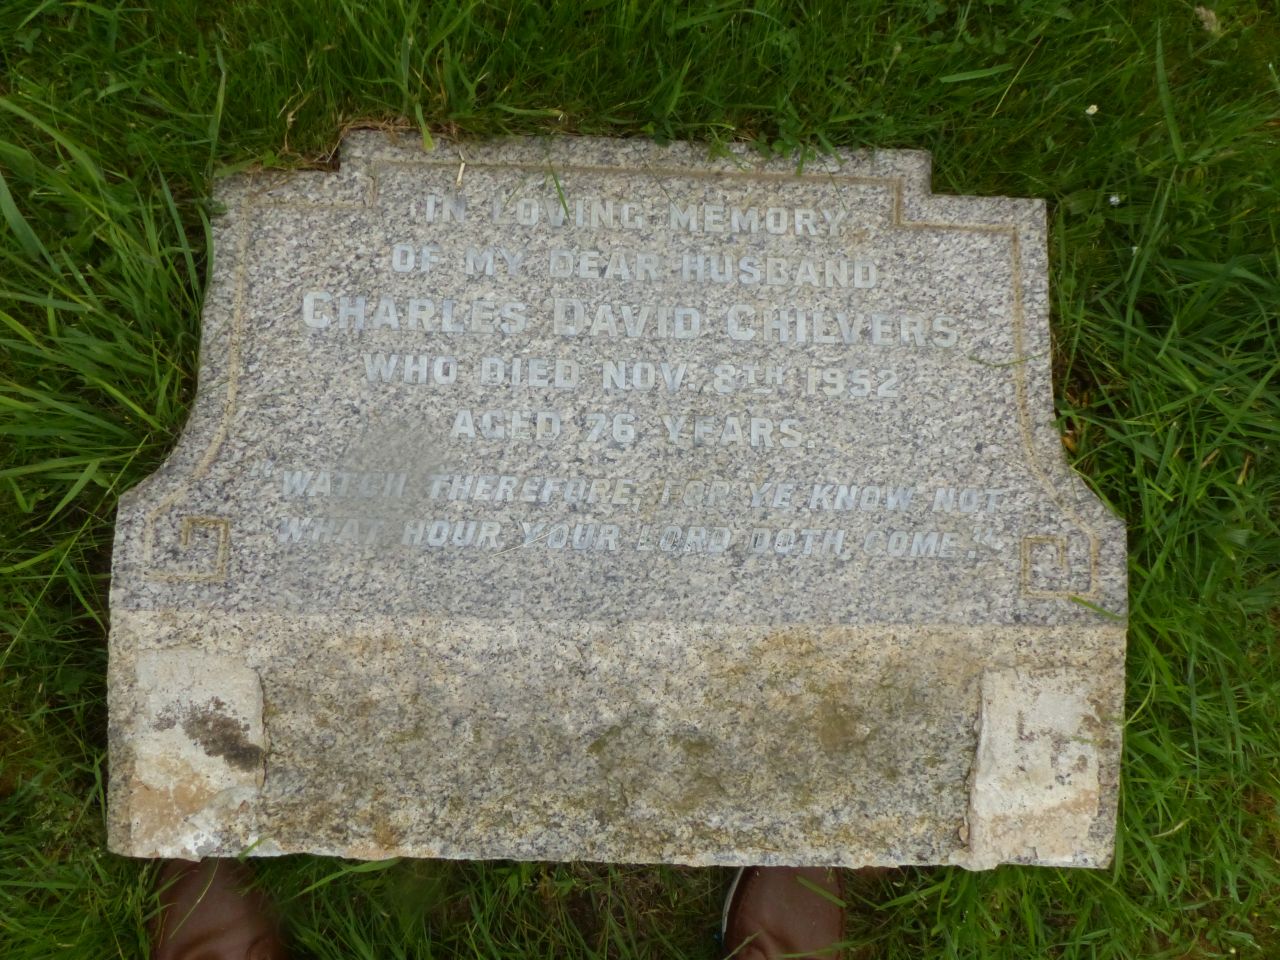 IN LOVING MEMORY
OF MY DEAR HUSBAND
CHARLES DAVID CHILVERS
WHO DIED NOV. 8TH 1952
AGED 76 YEARS.
"WATCH THEREFORE, FOR YE KNOW NOT
WHAT HOUR YOUR LORD DOTH COME."